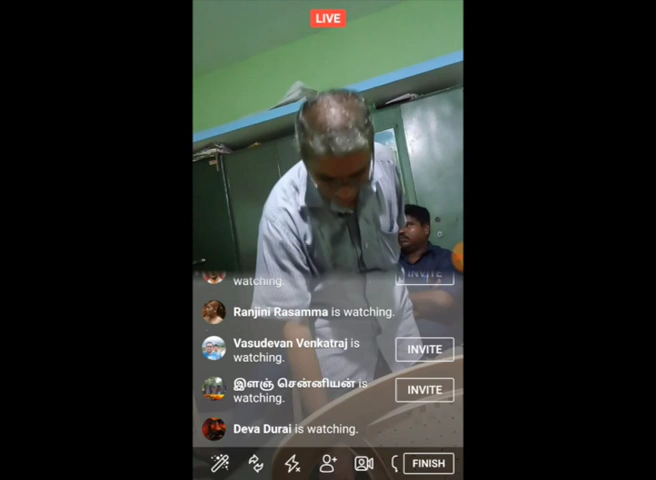 LIVE
INVITE
watching.
Ranjini Rasamma is watching.
Vasudevan Venkatraj is
watching.
INVITE
இளஞ் சென்னியன் is
watching.
INVITE
Deva Durai is watching.
FINISH